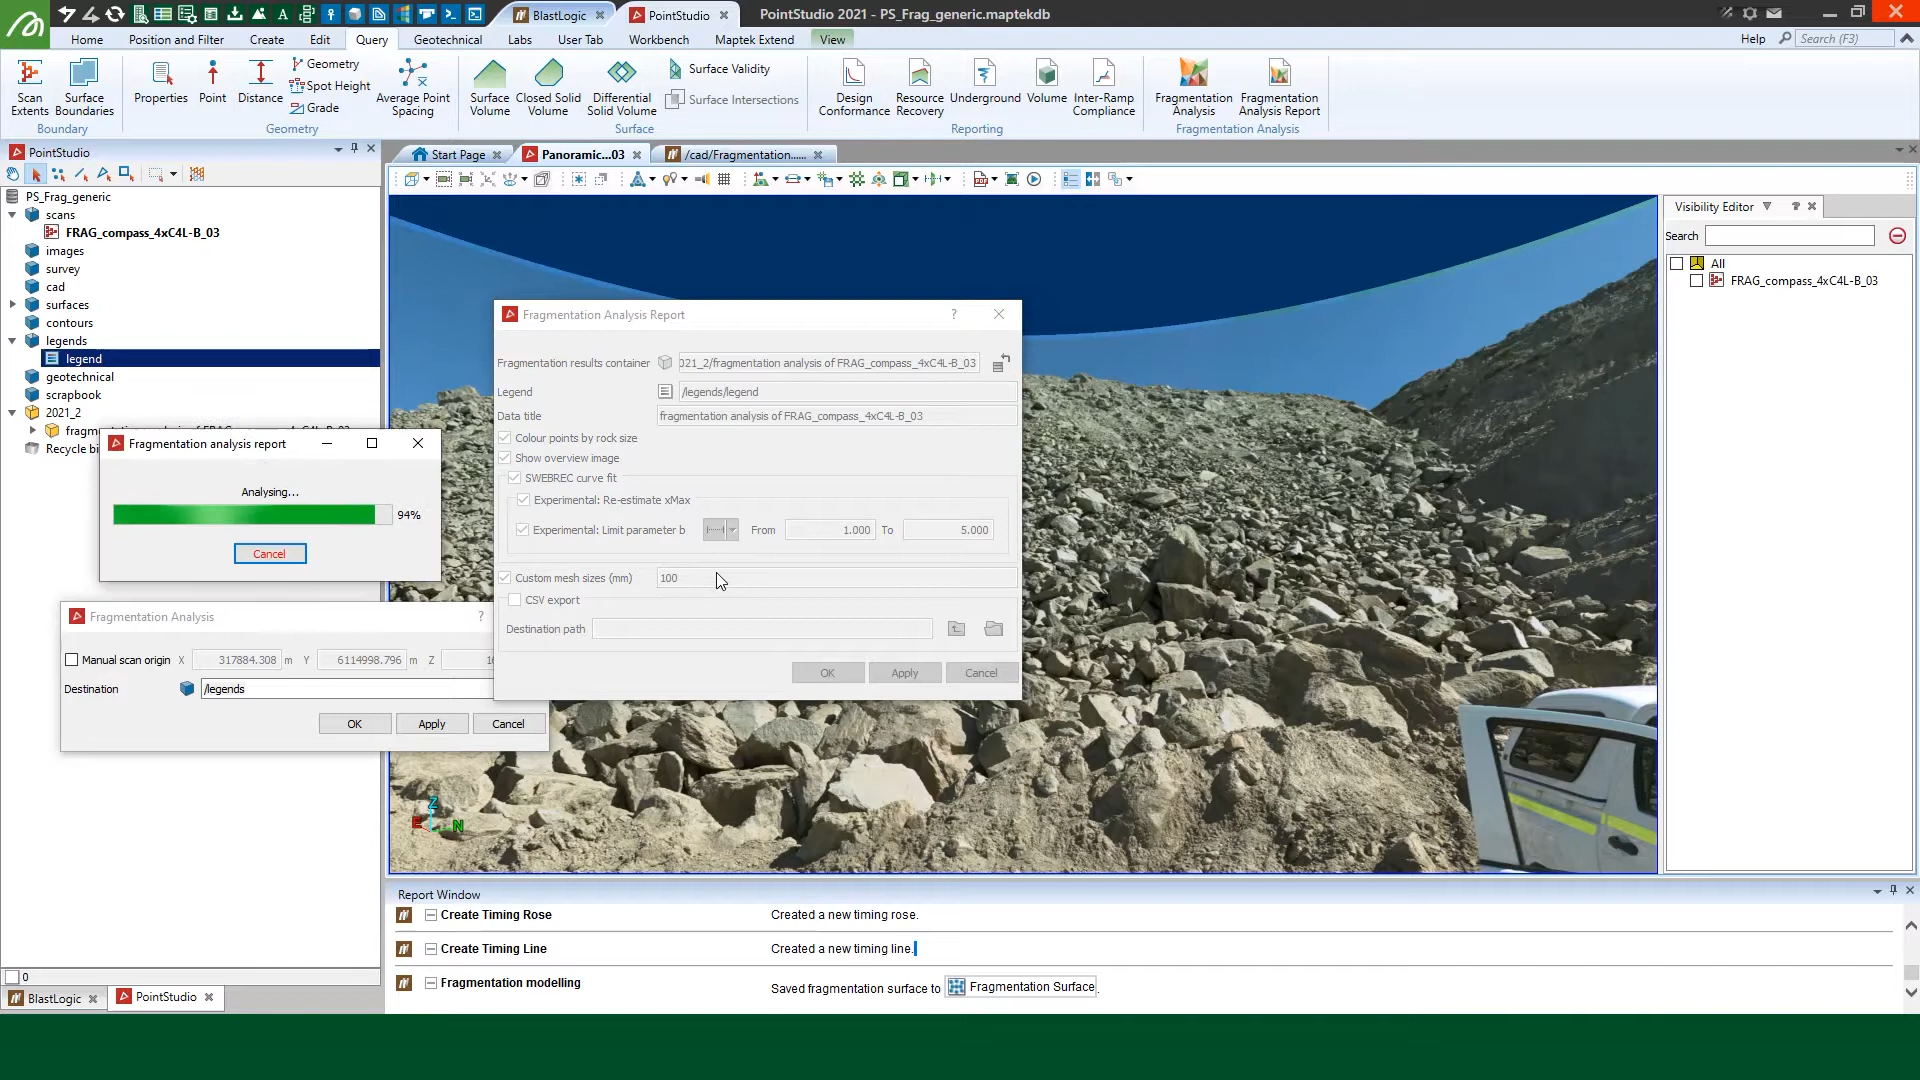 BlastLogic
PointStudio
PointStudio 2021 - PS_Frag_generic.maptekdb
Home
Position and Filter
Create
Edit
Query
Geotechnical
Labs
User Tab
Workbench
Maptek Extend
View
Help
Search (F3)
Scan Extents
Surface Boundaries
Boundary
Properties
Point
Distance
Geometry
Spot Height
Grade
Average Point Spacing
Geometry
Surface Volume
Closed Solid Volume
Differential Solid Volume
Surface Validity
Surface Intersections
Surface
Design Conformance
Resource Recovery
Underground
Volume
Inter-Ramp Compliance
Reporting
Fragmentation Analysis
Fragmentation Analysis Report
Fragmentation Analysis
PointStudio
Start Page
Panoramic...03
/cad/Fragmentation......
PS_Frag_generic
scans
FRAG_compass_4xC4L-B_03
images
survey
cad
surfaces
contours
legends
legend
geotechnical
scrapbook
2021_2
Recycle bi
Visibility Editor
Search
All
FRAG_compass_4xC4L-B_03
Fragmentation analysis report
Analysing...
94%
Cancel
Fragmentation Analysis
Manual scan origin X 317884.308 m Y 6114998.796 m Z
Destination /legends
OK Apply Cancel
Fragmentation Analysis Report
Fragmentation results container 021_2/fragmentation analysis of FRAG_compass_4xC4L-B_03
Legend /legends/legend
Data title fragmentation analysis of FRAG_compass_4xC4L-B_03
Colour points by rock size
Show overview image
SWEBREC curve fit
Experimental: Re-estimate xMax
Experimental: Limit parameter b From 1.000 To 5.000
Custom mesh sizes (mm) 100
CSV export
Destination path
OK Apply Cancel
Z
E N
Report Window
Create Timing Rose Created a new timing rose.
Create Timing Line Created a new timing line.
Fragmentation modelling Saved fragmentation surface to Fragmentation Surface.
0
BlastLogic
PointStudio